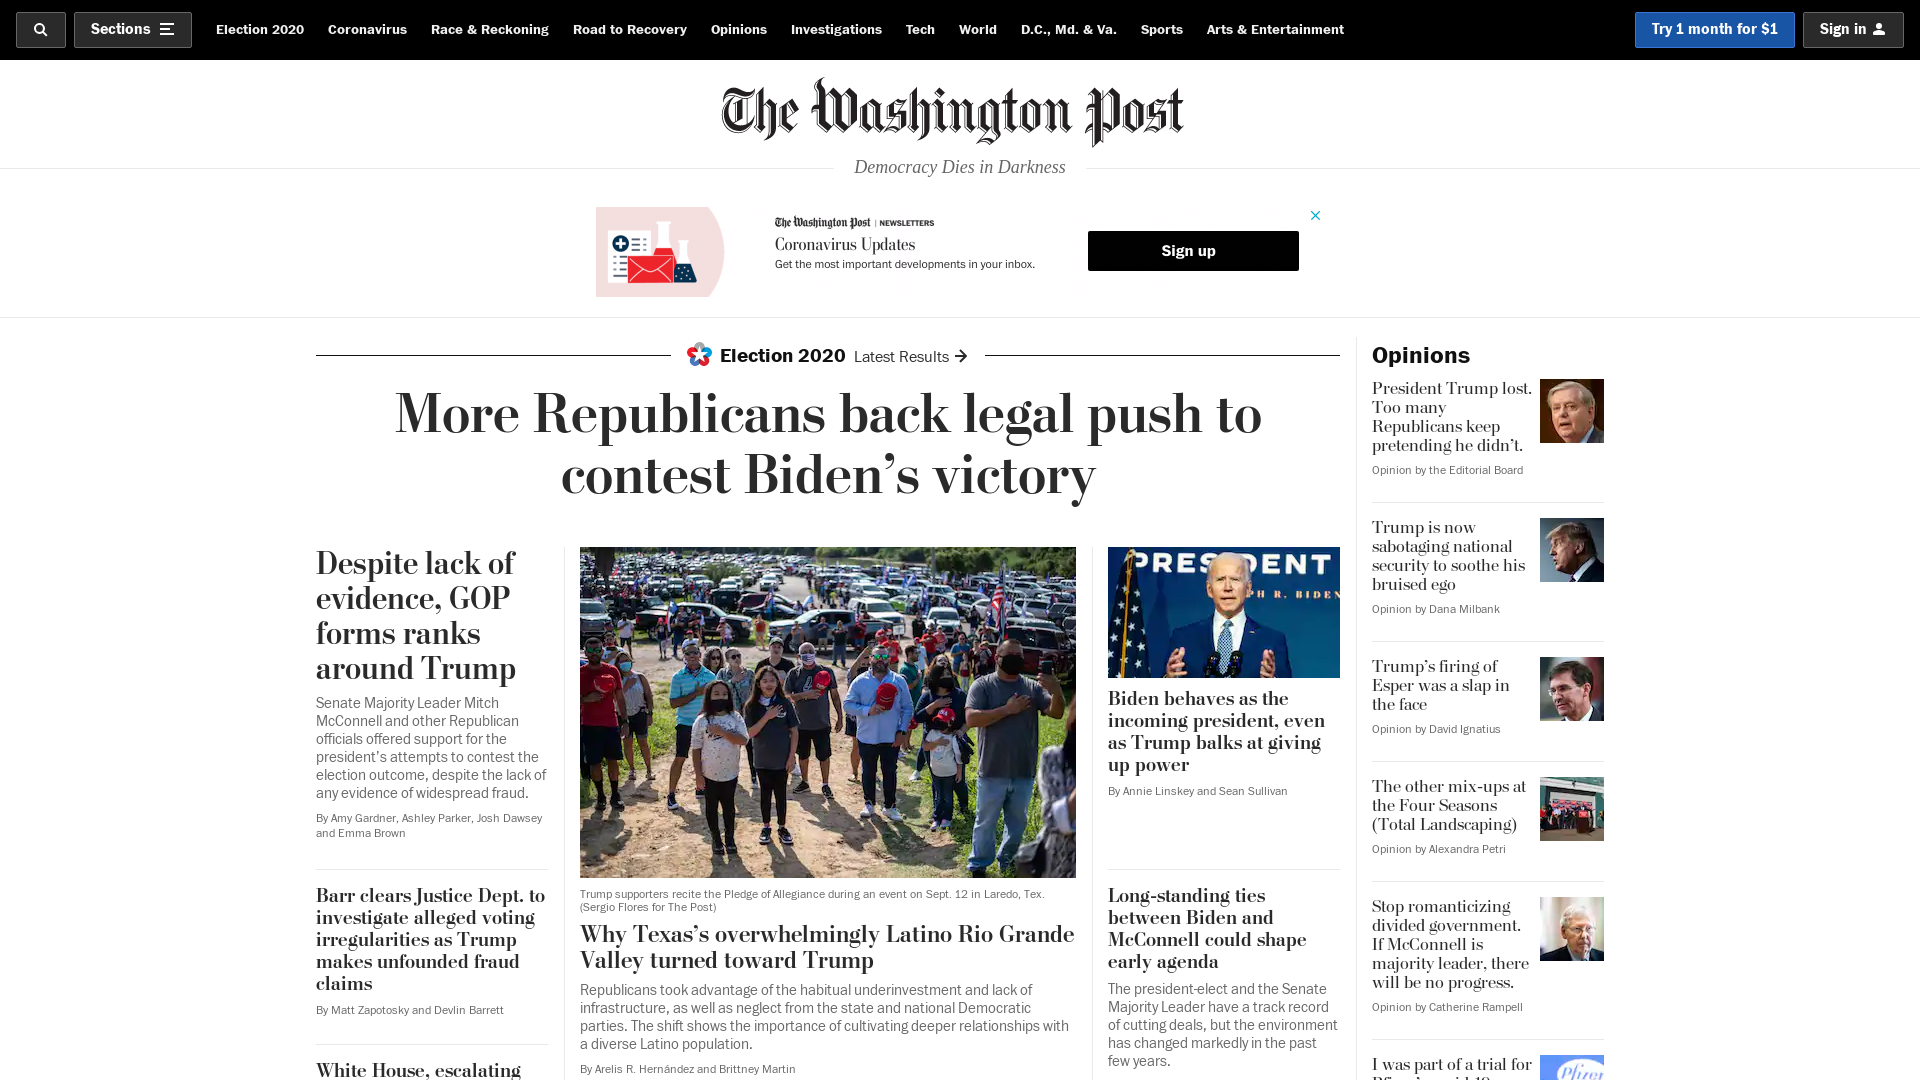 Sections
Election 2020
Coronavirus
Race & Reckoning
Road to Recovery
Opinions
Investigations
Tech
World
D.C., Md. & Va.
Sports
Arts & Entertainment
Try 1 month for $1
Sign in
The Washington Post
Democracy Dies in Darkness
The Washington Post | NEWSLETTERS
Coronavirus Updates
Get the most important developments in your inbox.
Sign up
Election 2020 Latest Results
More Republicans back legal push to
contest Biden’s victory
Despite lack of
evidence, GOP
forms ranks
around Trump
Senate Majority Leader Mitch
McConnell and other Republican
officials offered support for the
president’s attempts to contest the
election outcome, despite the lack of
any evidence of widespread fraud.
By Amy Gardner, Ashley Parker, Josh Dawsey
and Emma Brown
Barr clears Justice Dept. to
investigate alleged voting
irregularities as Trump
makes unfounded fraud
claims
By Matt Zapotosky and Devlin Barrett
White House, escalating
Trump supporters recite the Pledge of Allegiance during an event on Sept. 12 in Laredo, Tex.
(Sergio Flores for The Post)
Why Texas’s overwhelmingly Latino Rio Grande
Valley turned toward Trump
Republicans took advantage of the habitual underinvestment and lack of
infrastructure, as well as neglect from the state and national Democratic
parties. The shift shows the importance of cultivating deeper relationships with
a diverse Latino population.
By Arelis R. Hernández and Brittney Martin
PRESIDENT
PH R. BIDEN
Biden behaves as the
incoming president, even
as Trump balks at giving
up power
By Annie Linskey and Sean Sullivan
Long-standing ties
between Biden and
McConnell could shape
early agenda
The president-elect and the Senate
Majority Leader have a track record
of cutting deals, but the environment
has changed markedly in the past
few years.
Opinions
President Trump lost.
Too many
Republicans keep
pretending he didn’t.
Opinion by the Editorial Board
Trump is now
sabotaging national
security to soothe his
bruised ego
Opinion by Dana Milbank
Trump’s firing of
Esper was a slap in
the face
Opinion by David Ignatius
The other mix-ups at
the Four Seasons
(Total Landscaping)
Opinion by Alexandra Petri
Stop romanticizing
divided government.
If McConnell is
majority leader, there
will be no progress.
Opinion by Catherine Rampell
I was part of a trial for
Pfizer